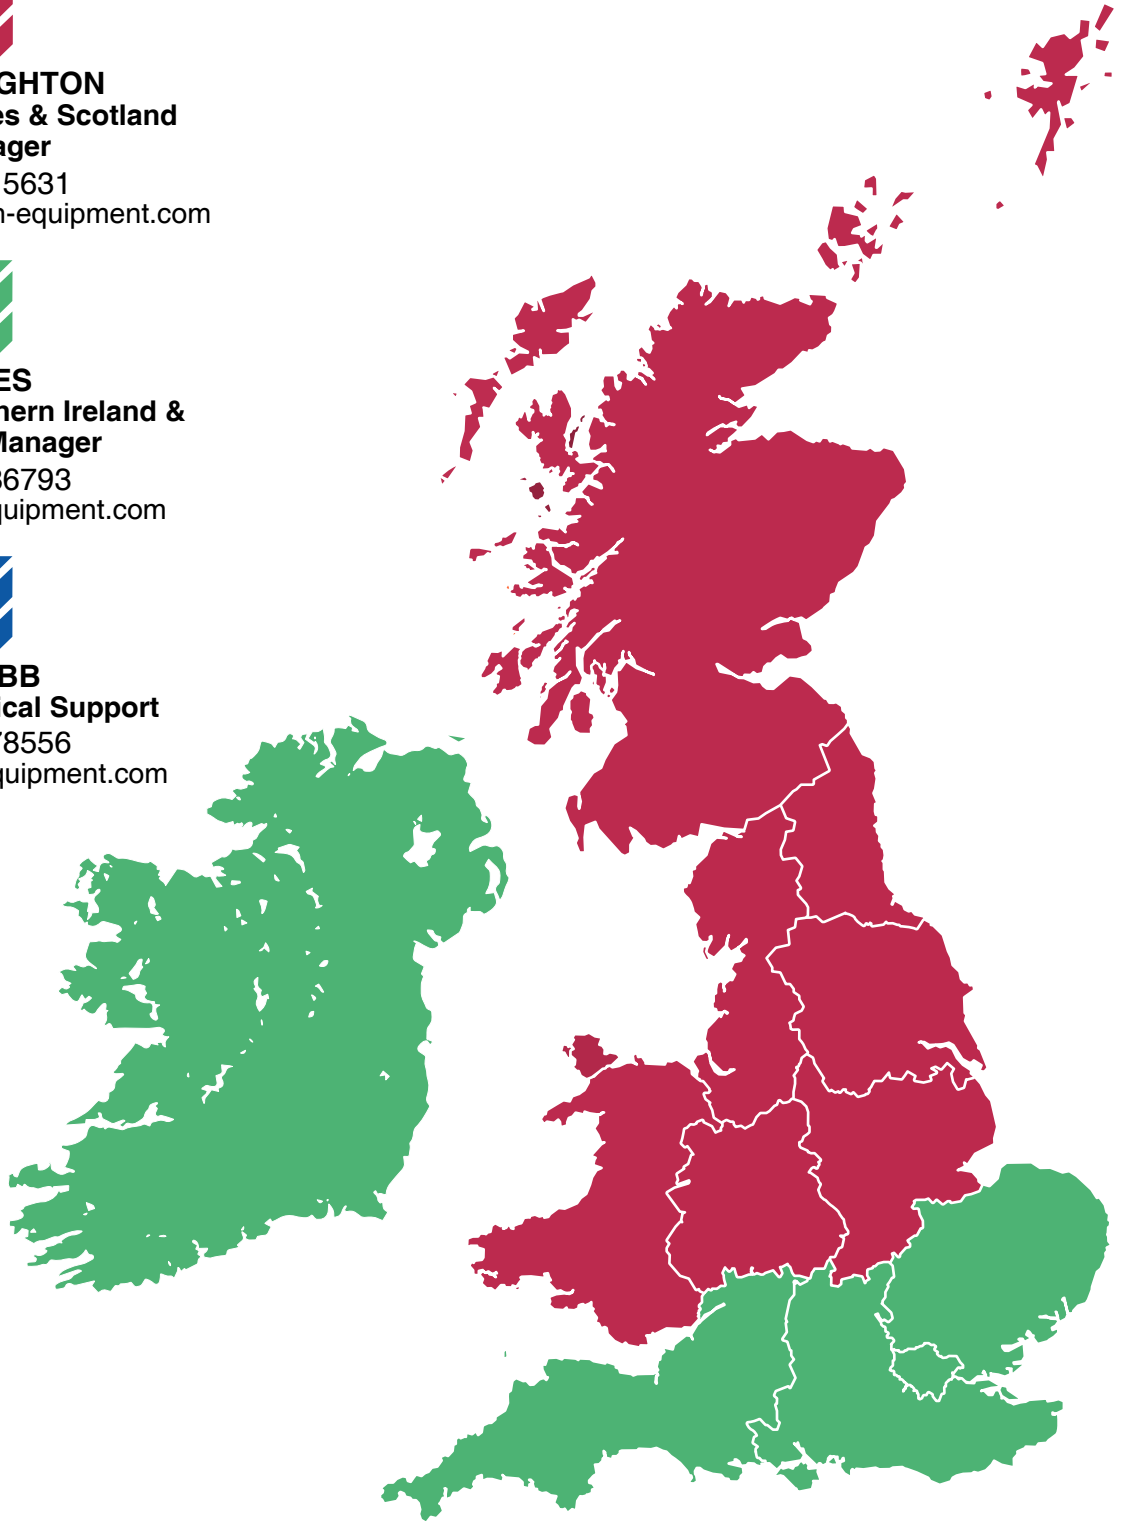 GHTON
es & Scotland
ager
5631
n-equipment.com
ES
hern Ireland &
Manager
36793
quipment.com
BB
ical Support
78556
quipment.com